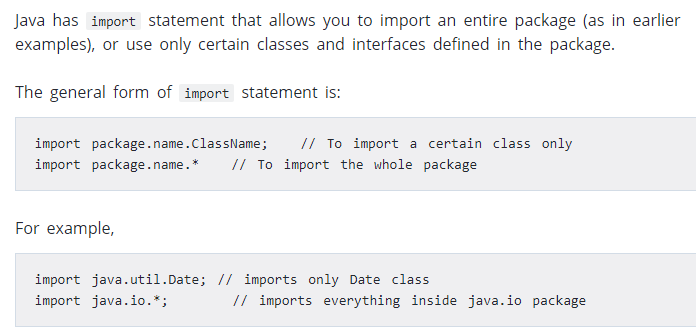 Java has import statement that allows you to import an entire package (as in earlier
examples), or use only certain classes and interfaces defined in the package.
The general form of import statement is:
import package.name.ClassName;    // To import a certain class only
import package.name.*    // To import the whole package
For example,
import java.util.Date; // imports only Date class
import java.io.*;        // imports everything inside java.io package